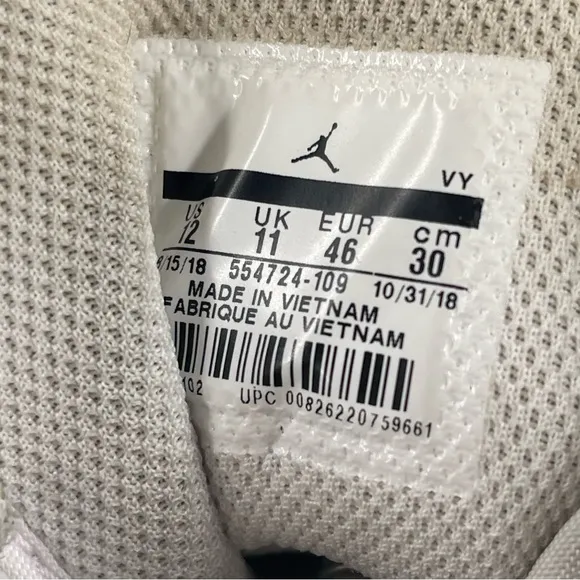 VY
US UK EUR cm
12 11 46 30
554724-109 10/31/18
MADE IN VIETNAM
FABRIQUE AU VIETNAM
UPC 00826220759661